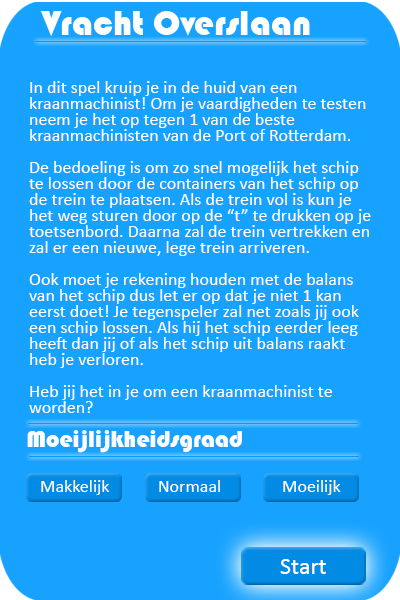 Vracht Overslaan
In dit spel kruip je in de huid van een
kraanmachinist! Om je vaardigheden te testen
neem je het op tegen 1 van de beste
kraanmachinisten van de Port of Rotterdam.
De bedoeling is om zo snel mogelijk het schip
te lossen door de containers van het schip op
de trein te plaatsen. Als de trein vol is kun je
het weg sturen door op de “t” te drukken op je
toetsenbord. Daarna zal de trein vertrekken en
zal er een nieuwe, lege trein arriveren.
Ook moet je rekening houden met de balans
van het schip dus let er op dat je niet 1 kan
eerst doet! Je tegenspeler zal net zoals jij ook
een schip lossen. Als hij het schip eerder leeg
heeft dan jij of als het schip uit balans raakt
heb je verloren.
Heb jij het in je om een kraanmachinist te
worden?
Moeijlijkheidsgraad
Makkelijk Normaal Moeilijk
Start